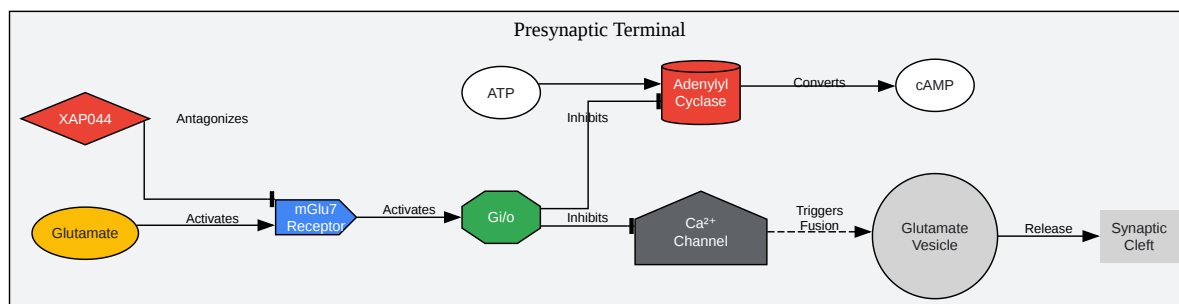 Presynaptic Terminal
ATP
Adenylyl
Cyclase
Converts
cAMP
XAP044
Antagonizes
Inhibits
Glutamate
Activates
mGlu7
Receptor
Activates
Gi/o
Inhibits
Ca²⁺
Channel
Triggers
Fusion
Glutamate
Vesicle
Release
Synaptic
Cleft